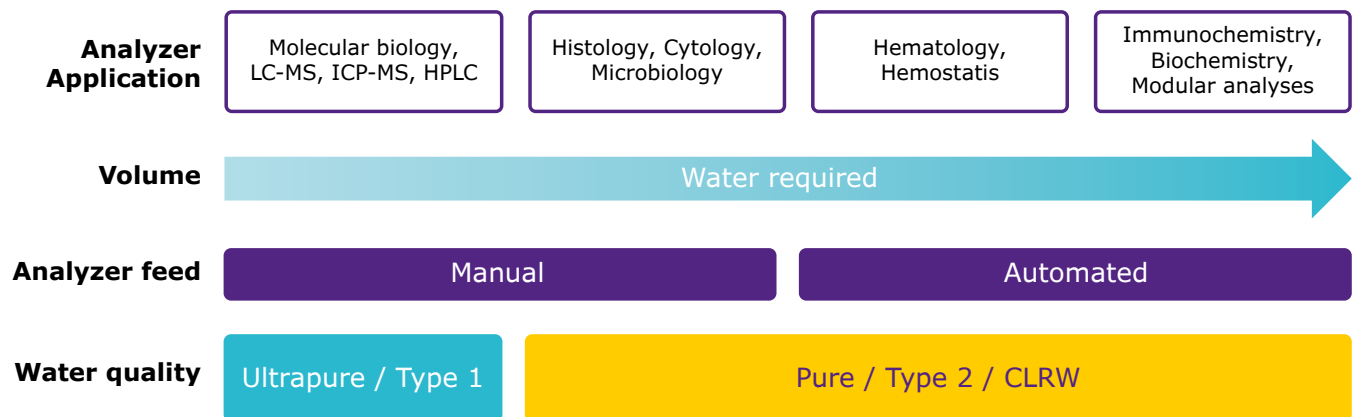 Analyzer
Application
Molecular biology,
LC-MS, ICP-MS, HPLC
Histology, Cytology,
Microbiology
Hematology,
Hemostatis
Immunochemistry,
Biochemistry,
Modular analyses
Volume
Water required
Analyzer feed
Manual
Automated
Water quality
Ultrapure / Type 1
Pure / Type 2 / CLRW